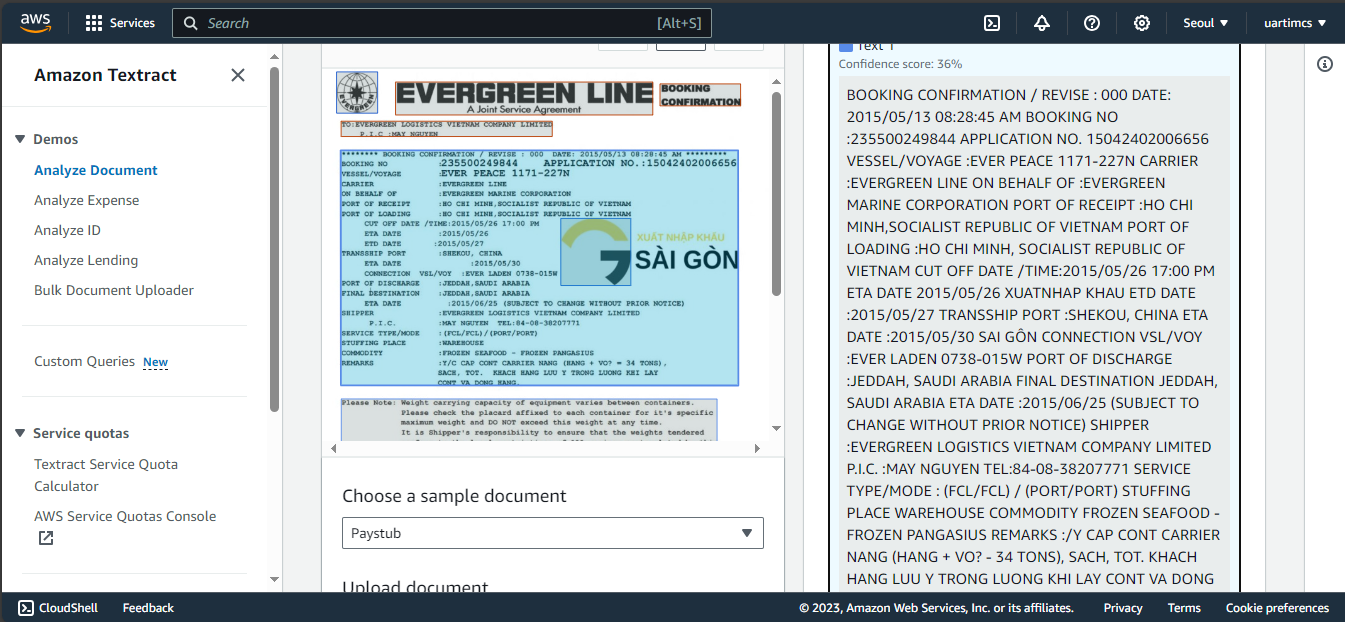 aws
Services
Search
[Alt+S]
Seoul
uartimcs
Amazon Textract
Demos
Analyze Document
Analyze Expense
Analyze ID
Analyze Lending
Bulk Document Uploader
Custom Queries New
Service quotas
Textract Service Quota
Calculator
AWS Service Quotas Console
EVERGREEN
EVERGREEN LINE
A Joint Service Agreement
BOOKING
CONFIRMATION
TO:EVERGREEN LOGISTICS VIETNAM COMPANY LIMITED
P.I.C :MAY NGUYEN
******** BOOKING CONFIRMATION / REVISE : 000 DATE: 2015/05/13 08:28:45 AM *********
BOOKING NO :235500249844 APPLICATION NO.:15042402006656
VESSEL/VOYAGE :EVER PEACE 1171-227N
CARRIER :EVERGREEN LINE
ON BEHALF OF :EVERGREEN MARINE CORPORATION
PORT OF RECEIPT :HO CHI MINH,SOCIALIST REPUBLIC OF VIETNAM
PORT OF LOADING :HO CHI MINH,SOCIALIST REPUBLIC OF VIETNAM
CUT OFF DATE /TIME:2015/05/26 17:00 PM
ETA DATE :2015/05/26
ETD DATE :2015/05/27
TRANSSHIP PORT :SHEKOU, CHINA
ETA DATE :2015/05/30
CONNECTION VSL/VOY :EVER LADEN 0738-015W
XUẤT NHẬP KHẨU
SÀI GÒN
PORT OF DISCHARGE :JEDDAH,SAUDI ARABIA
FINAL DESTINATION :JEDDAH,SAUDI ARABIA
ETA DATE :2015/06/25 (SUBJECT TO CHANGE WITHOUT PRIOR NOTICE)
SHIPPER :EVERGREEN LOGISTICS VIETNAM COMPANY LIMITED
P.I.C. :MAY NGUYEN TEL:84-08-38207771
SERVICE TYPE/MODE :(FCL/FCL)/(PORT/PORT)
STUFFING PLACE :WAREHOUSE
COMMODITY :FROZEN SEAFOOD - FROZEN PANGASIUS
REMARKS :Y/C CAP CONT CARRIER NANG (HANG + VO? = 34 TONS),
SACH, TOT. KHACH HANG LUU Y TRONG LUONG KHI LAY
CONT VA DONG HANG.
Please Note: Weight carrying capacity of equipment varies between containers.
Please check the placard affixed to each container for it's specific
maximum weight and DO NOT exceed this weight at any time.
It is Shipper's responsibility to ensure that the weights tendered
Choose a sample document
Paystub
Upload document
Text 1
Confidence score: 36%
BOOKING CONFIRMATION / REVISE : 000 DATE:
2015/05/13 08:28:45 AM BOOKING NO
:235500249844 APPLICATION NO. 15042402006656
VESSEL/VOYAGE :EVER PEACE 1171-227N CARRIER
:EVERGREEN LINE ON BEHALF OF :EVERGREEN
MARINE CORPORATION PORT OF RECEIPT :HO CHI
MINH,SOCIALIST REPUBLIC OF VIETNAM PORT OF
LOADING :HO CHI MINH, SOCIALIST REPUBLIC OF
VIETNAM CUT OFF DATE /TIME:2015/05/26 17:00 PM
ETA DATE 2015/05/26 XUATNHAP KHAU ETD DATE
:2015/05/27 TRANSSHIP PORT :SHEKOU, CHINA ETA
DATE :2015/05/30 SAI GÔN CONNECTION VSL/VOY
:EVER LADEN 0738-015W PORT OF DISCHARGE
:JEDDAH, SAUDI ARABIA FINAL DESTINATION JEDDAH,
SAUDI ARABIA ETA DATE :2015/06/25 (SUBJECT TO
CHANGE WITHOUT PRIOR NOTICE) SHIPPER
:EVERGREEN LOGISTICS VIETNAM COMPANY LIMITED
P.I.C. :MAY NGUYEN TEL:84-08-38207771 SERVICE
TYPE/MODE : (FCL/FCL) / (PORT/PORT) STUFFING
PLACE WAREHOUSE COMMODITY FROZEN SEAFOOD -
FROZEN PANGASIUS REMARKS :/Y CAP CONT CARRIER
NANG (HANG + VO? - 34 TONS), SACH, TOT. KHACH
HANG LUU Y TRONG LUONG KHI LAY CONT VA DONG
CloudShell
Feedback
© 2023, Amazon Web Services, Inc. or its affiliates.
Privacy
Terms
Cookie preferences